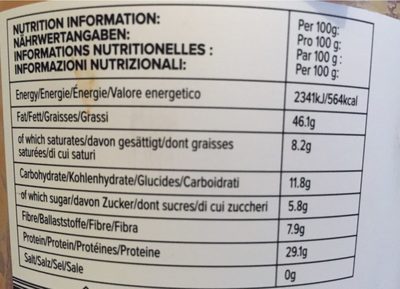 NUTRITION INFORMATION:
NÄHRWERTANGABEN:
INFORMATIONS NUTRITIONELLES :
INFORMAZIONI NUTRIZIONALI:
Per 100g:
Pro 100 g:
Par 100 g :
Per 100 g:
Energy/Energie/Énergie/Valore energetico 2341kJ/564kcal
Fat/Fett/Graisses/Grassi 46.1g
of which saturates/davon gesättigt/dont graisses
saturées/di cui saturi 8.2g
Carbohydrate/Kohlenhydrate/Glucides/Carboidrati 11.8g
of which sugar/davon Zucker/dont sucres/di cui zuccheri 5.8g
Fibre/Ballaststoffe/Fibre/Fibra 7.9g
Protein/Protein/Protéines/Proteine 29.1g
Salt/Salz/Sel/Sale 0g